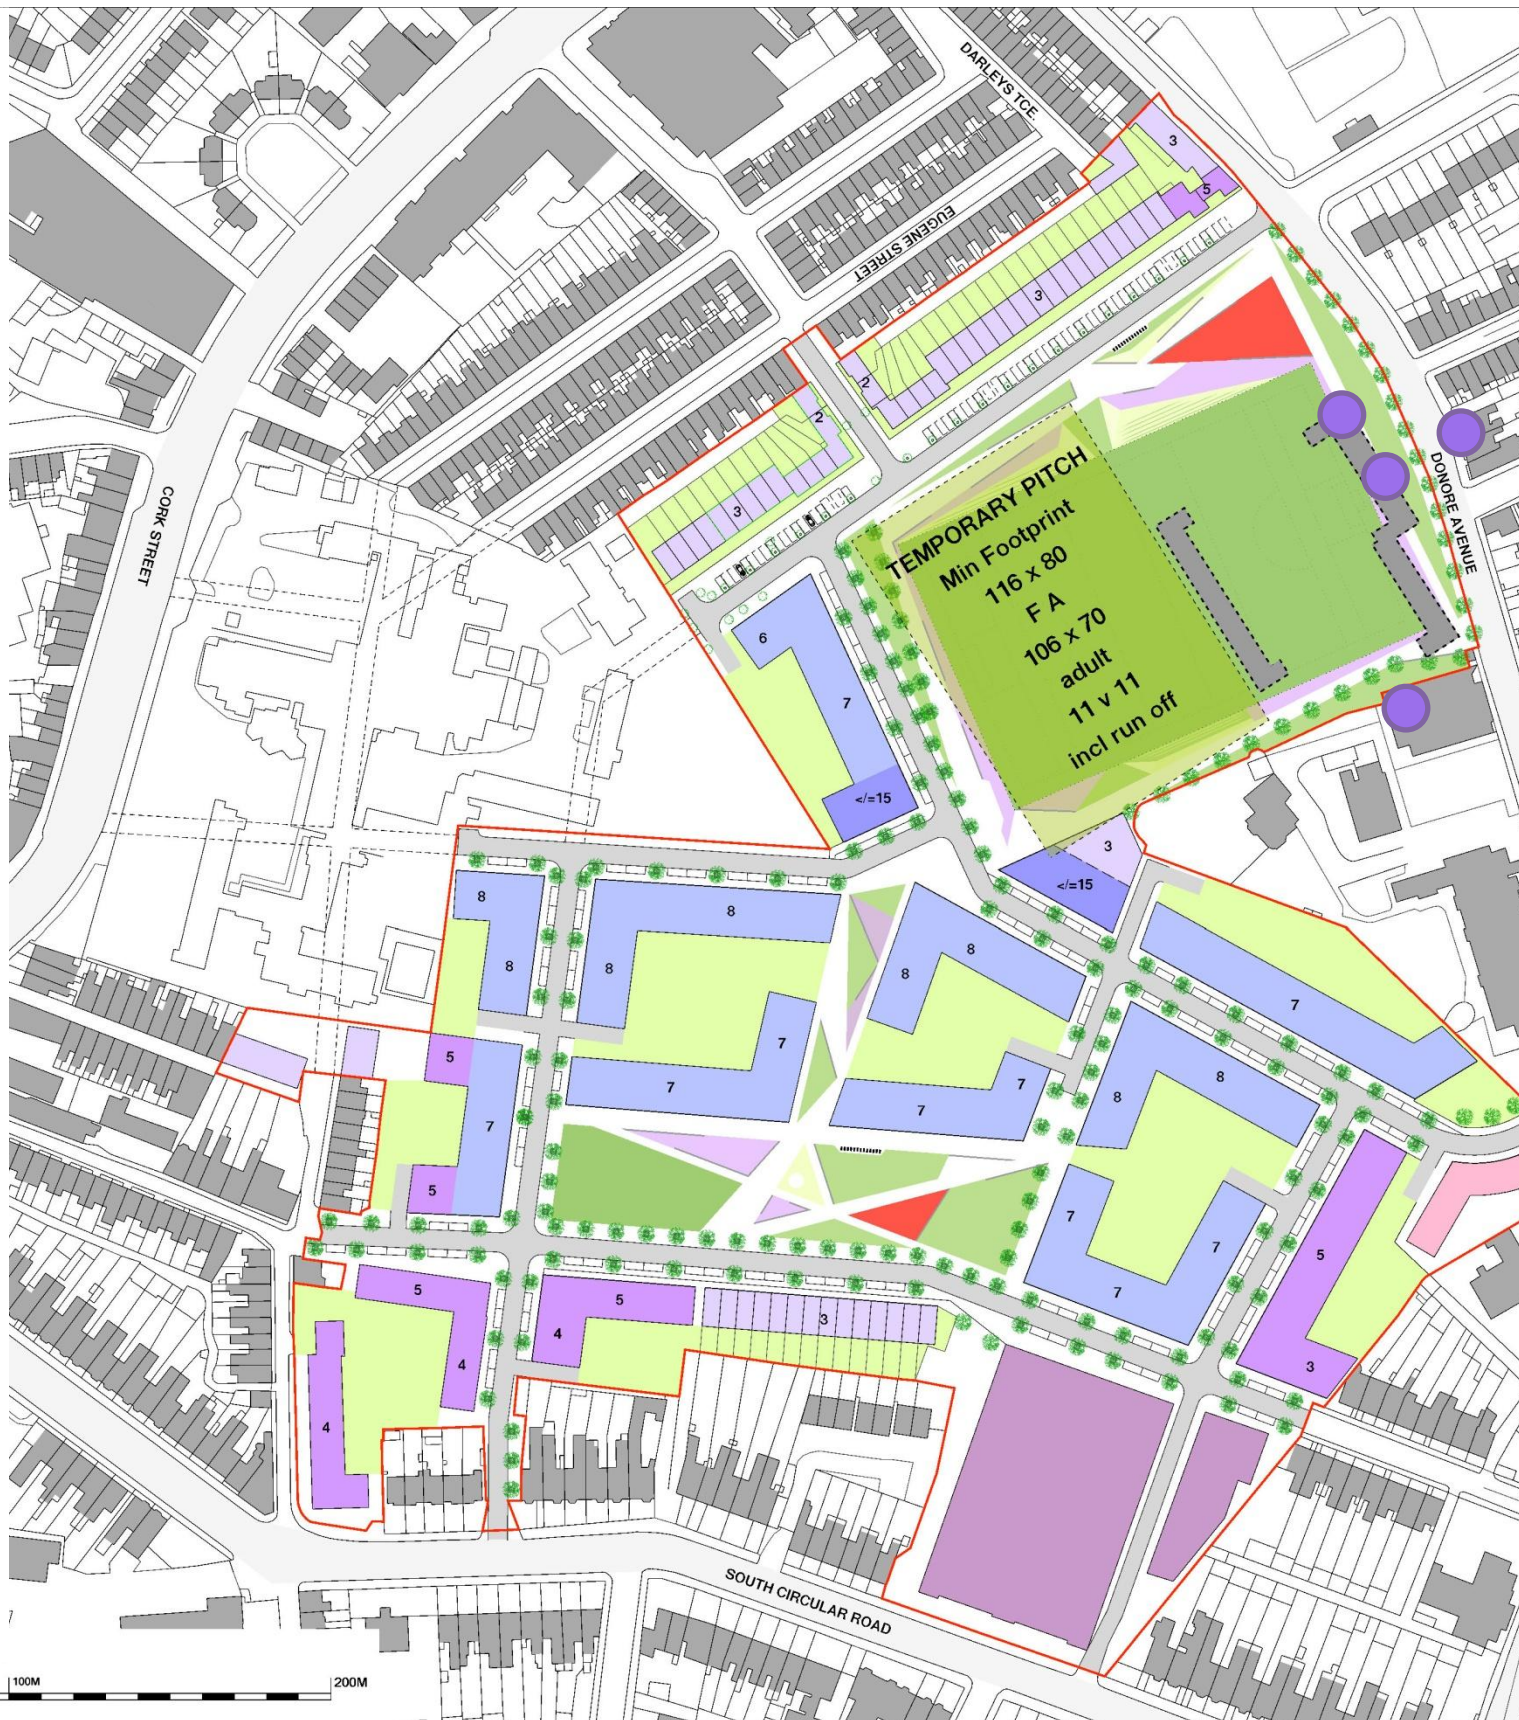 DARLEYS TCE.
3
5
EUGENE STREET
3
2
2
3
TEMPORARY PITCH
Min Footprint
116 x 80
F A
106 x 70
adult
11 v 11
incl run off
DONORE AVENUE
CORK STREET
6
7
</=15
3
</=15
8
8
8
8
8
8
7
7
7
7
7
8
8
5
7
5
7
7
7
5
3
5
4
5
4
3
4
SOUTH CIRCULAR ROAD
7
100M
200M